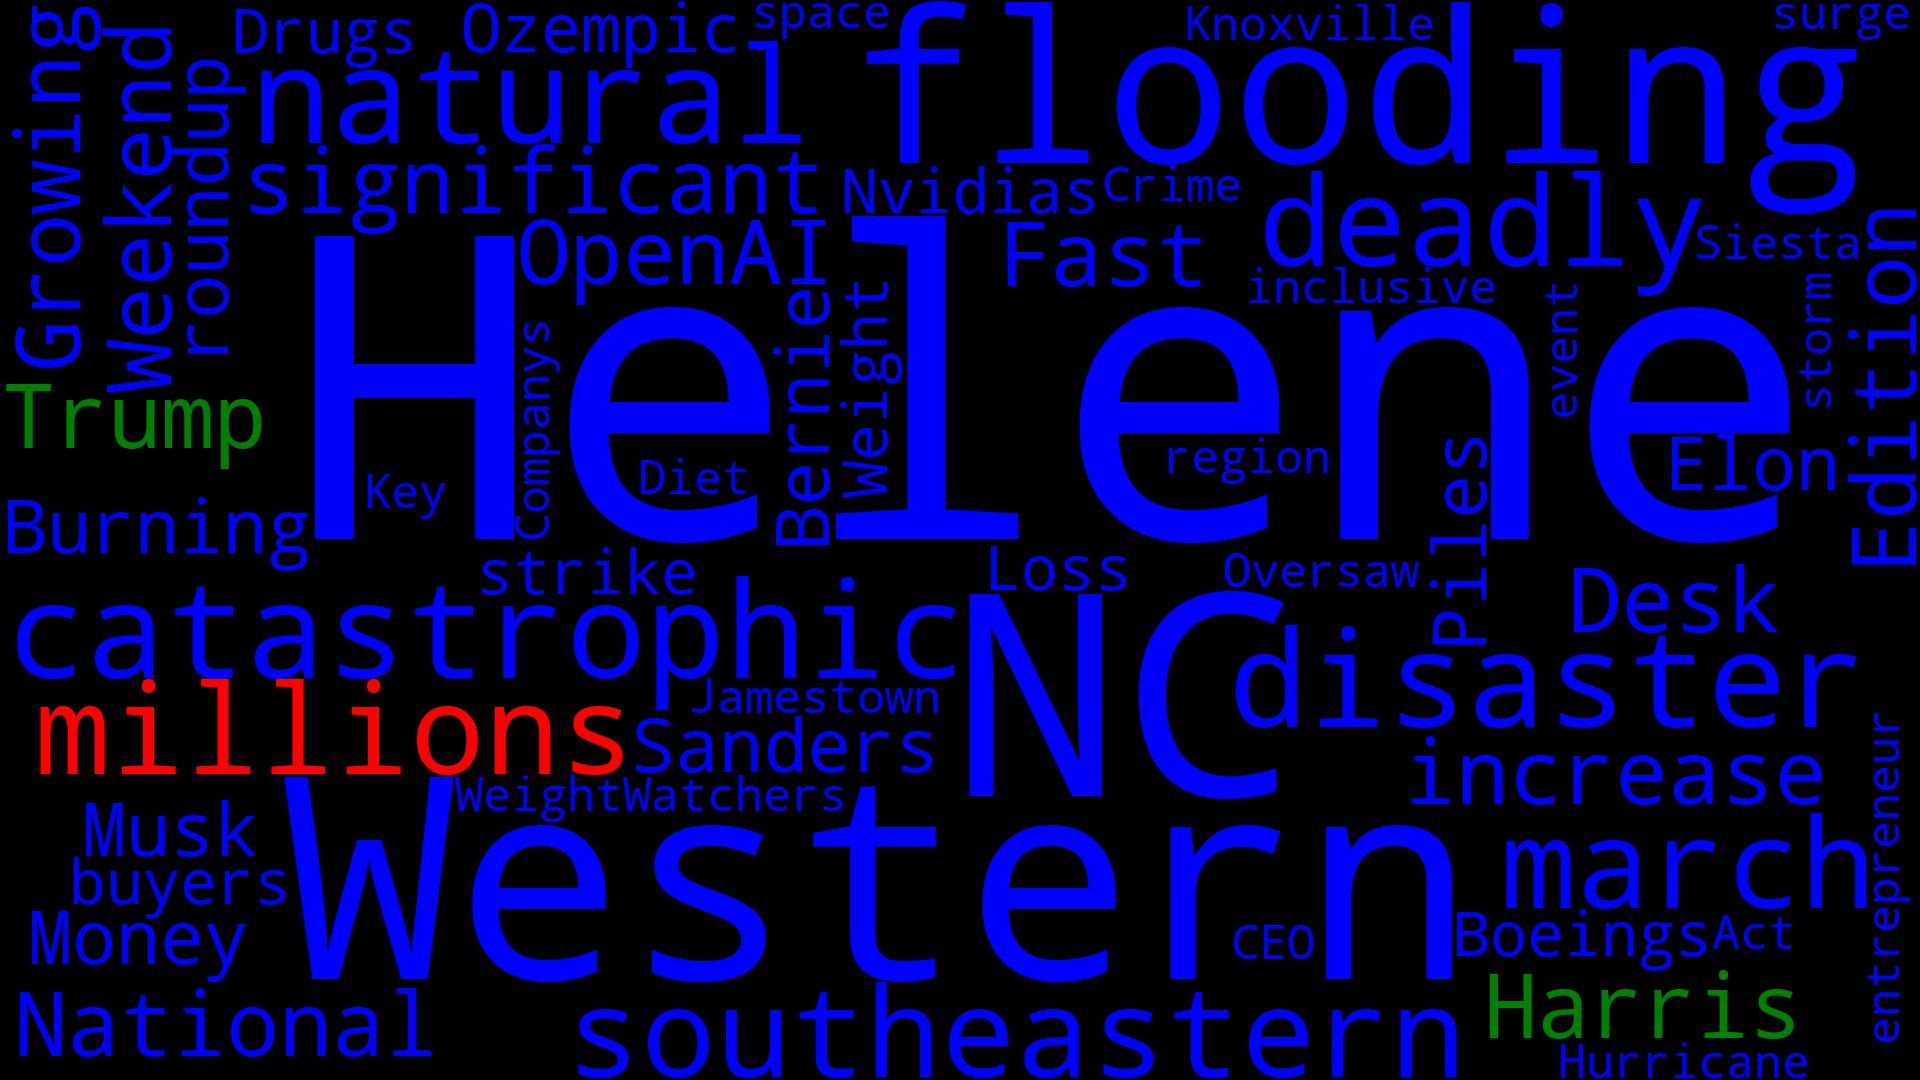 Growing
Weekend
roundup
Drugs
Ozempic
space
flooding
Knoxville
surge
natural
significant
Nvidias
Crime
deadly
Siesta
Edition
OpenAI
Fast
inclusive
event
storm
Helene
Companys
Bernie
Weight
Trump
Key
Diet
region
Piles
Elon
Burning
strike
Loss
Oversaw
Desk
catastrophic
NC
disaster
millions
Jamestown
Sanders
increase
entrepreneur
Musk
WeightWatchers
Western
march
buyers
Money
CEO
Boeings
Act
National
southeastern
Harris
Hurricane